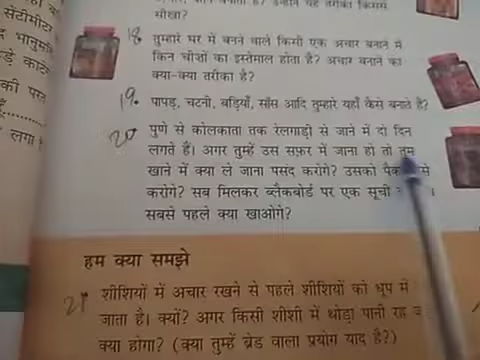 सीखा?
18. तुम्हारे घर में बनने वाले किसी एक अचार बनाने में
सेंटीमीटर
किन चीज़ों का इस्तेमाल होता है? अचार बनाने का
क्या-क्या तरीका है?
19. पापड़, चटनी, बड़ियाँ, सॉस आदि तुम्हारे यहाँ कैसे बनाते हैं?
20 पुणे से कोलकाता तक रेलगाड़ी से जाने में दो दिन
लगते हैं। अगर तुम्हें उस सफ़र में जाना हो तो तुम
खाने में क्या ले जाना पसंद करोगे? उसको से
करोगे? सब मिलकर ब्लैकबोर्ड पर एक सूची
सबसे पहले क्या खाओगे?
हम क्या समझे
21 शीशियों में अचार रखने से पहले शीशियों को धूप में
जाता है। क्यों? अगर किसी शीशी में थोड़ा पानी रह
क्या होगा? (क्या तुम्हें ब्रेड वाला प्रयोग याद है?)